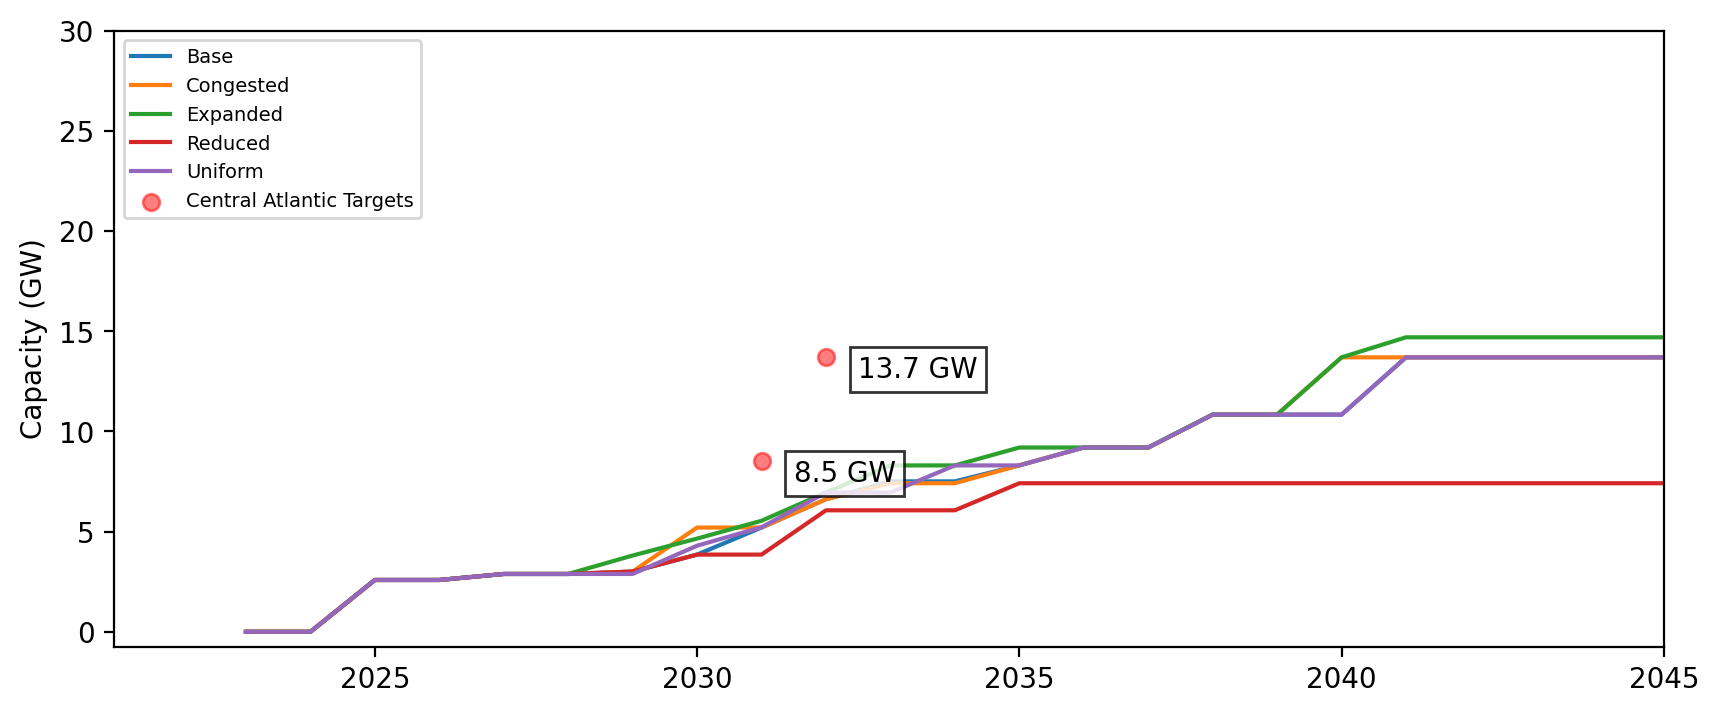 30
25
20
15
10
5
0
Capacity (GW)
Base
Congested
Expanded
Reduced
Uniform
Central Atlantic Targets
13.7 GW
8.5 GW
2025
2030
2035
2040
2045